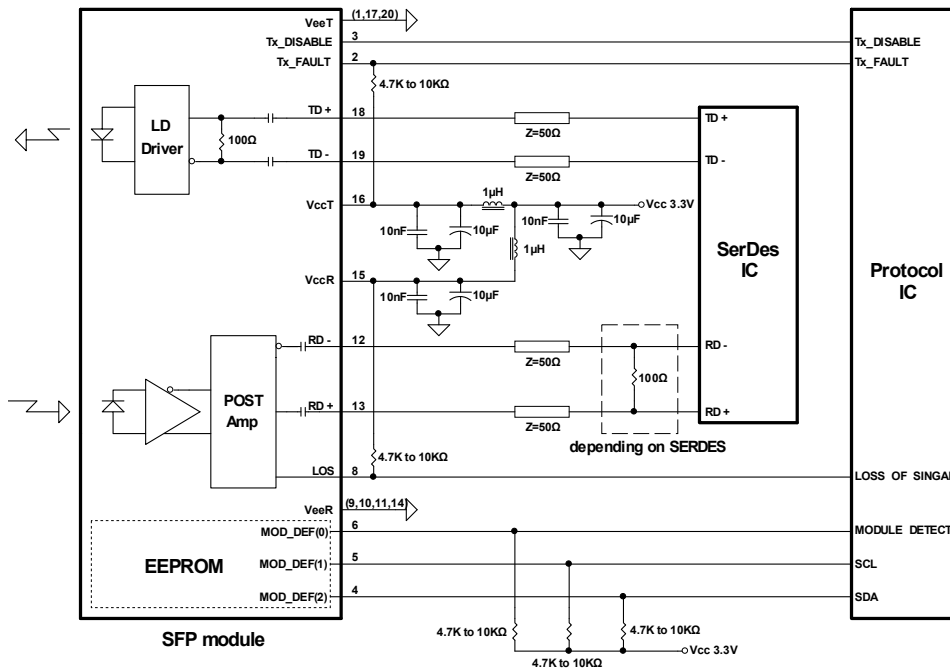 VeeT (1,17,20)
Tx_DISABLE 3 Tx_DISABLE
Tx_FAULT 2 Tx_FAULT
4.7K to 10KΩ
LD
Driver
100Ω
TD + 18 Z=50Ω TD +
TD - 19 Z=50Ω TD -
VccT 16 1µH Vcc 3.3V
10nF 10µF 10nF 10µF
1µH
SerDes
IC
Protocol
IC
VccR 15
10nF 10µF
RD - 12 Z=50Ω RD -
100Ω
POST
Amp
RD + 13 Z=50Ω RD +
depending on SERDES
4.7K to 10KΩ
LOS 8 LOSS OF SINGAL
VeeR (9,10,11,14)
MOD_DEF(0) 6 MODULE DETECT
EEPROM
MOD_DEF(1) 5 SCL
MOD_DEF(2) 4 SDA
4.7K to 10KΩ 4.7K to 10KΩ
4.7K to 10KΩ
Vcc 3.3V
SFP module